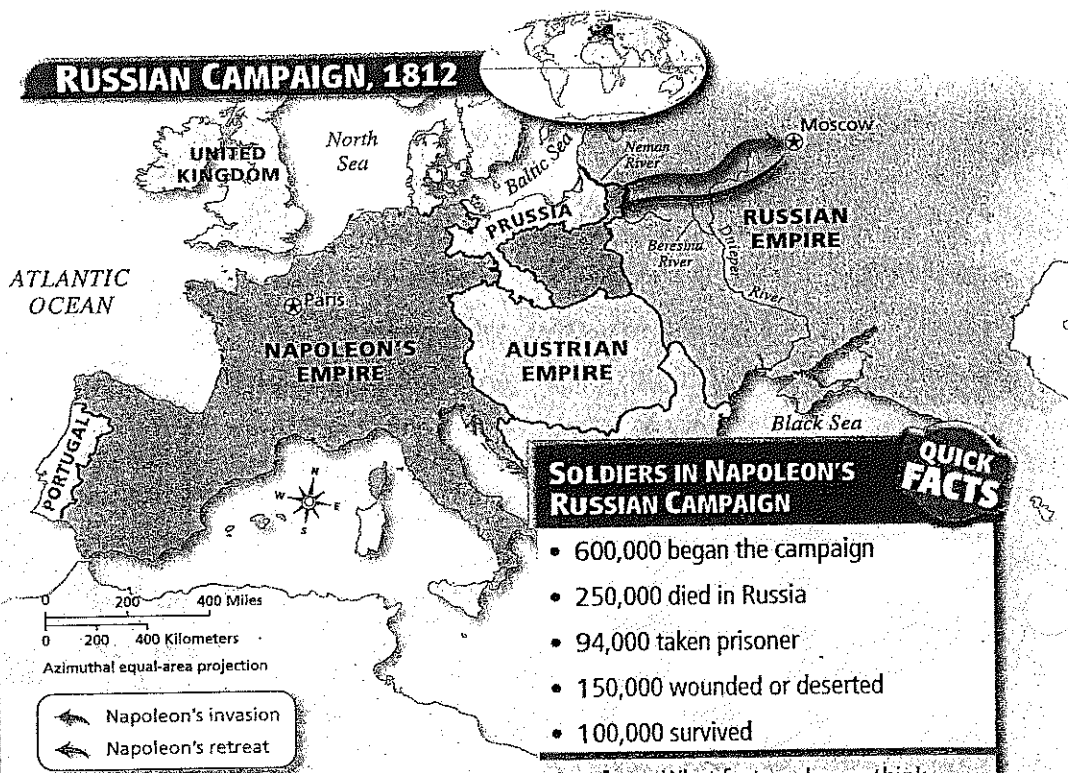 RUSSIAN CAMPAIGN, 1812
Moscow
North
Sea
UNITED
KINGDOM
Baltic Sea
Neman
River
PRUSSIA
RUSSIAN
EMPIRE
Beresina
River
Dnieper
River
ATLANTIC
OCEAN
Paris
NAPOLEON'S
EMPIRE
AUSTRIAN
EMPIRE
PORTUGAL
Black Sea
N
W
E
S
QUICK
FACTS
SOLDIERS IN NAPOLEON'S
RUSSIAN CAMPAIGN
• 600,000 began the campaign
• 250,000 died in Russia
• 94,000 taken prisoner
• 150,000 wounded or deserted
• 100,000 survived
0 200 400 Miles
0 200 400 Kilometers
Azimuthal equal-area projection
Napoleon's invasion
Napoleon's retreat